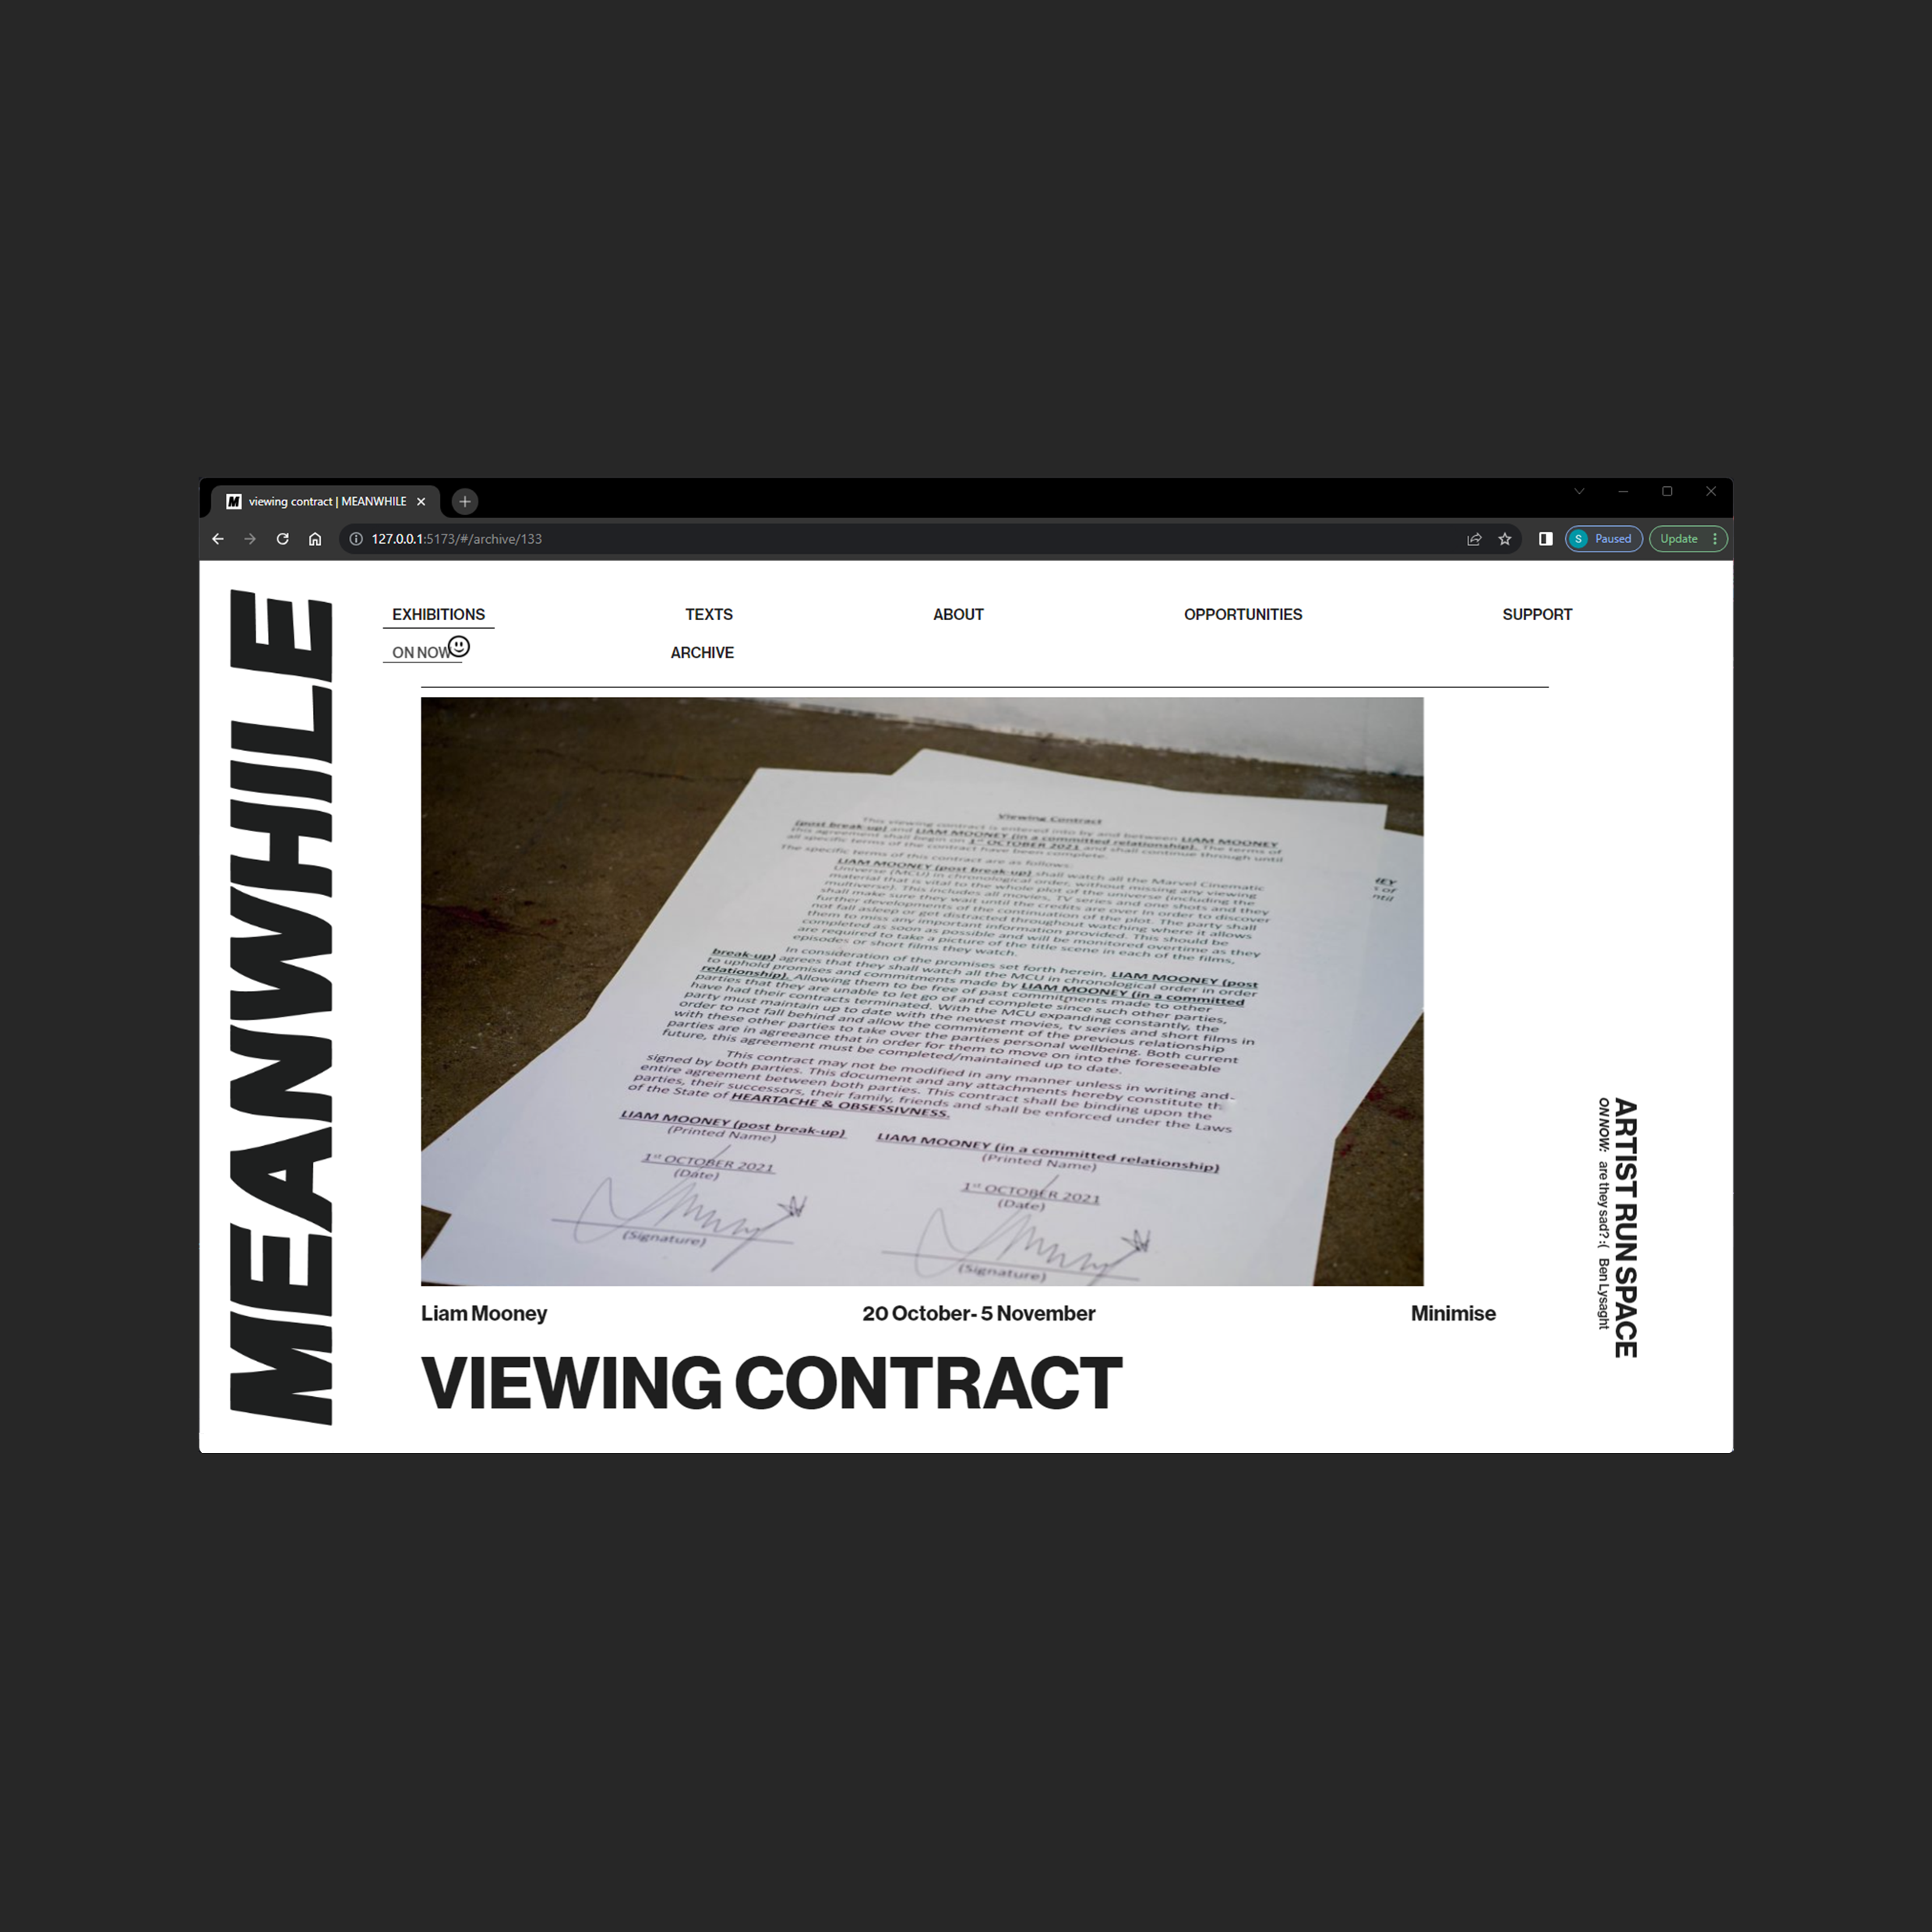 viewing contract | MEANWHILE
127.0.0.1:5173/#/archive/133
S Paused
Update
MEANWHILE
EXHIBITIONS TEXTS ABOUT OPPORTUNITIES SUPPORT
ON NOW ARCHIVE
Viewing Contract
This viewing contract is entered into by and between LIAM MOONEY
(post break-up) and LIAM MOONEY (in a committed relationship). The terms of
this agreement shall begin on 1st OCTOBER 2021 and shall continue through until
all specific terms of the contract have been complete.
The specific terms of this contract are as follows:
LIAM MOONEY (post break-up) shall watch all the Marvel Cinematic
Universe (MCU) in chronological order, without missing any viewing
material that is vital to the whole plot of the universe (including the
multiverse). This includes all movies, TV series and one shots and they
shall make sure they wait until the credits are over in order to discover
further developments of the continuation of the plot. The party shall
not fall asleep or get distracted throughout watching where it allows
them to miss any important information provided. This should be
completed as soon as possible and will be monitored overtime as they
are required to take a picture of the title scene in each of the films,
episodes or short films they watch.
In consideration of the promises set forth herein, LIAM MOONEY (post
break-up) agrees that they shall watch all the MCU in chronological order in order
to uphold promises and commitments made by LIAM MOONEY (in a committed
relationship). Allowing them to be free of past commitments made to other
parties that they are unable to let go of and complete since such other parties,
have had their contracts terminated. With the MCU expanding constantly, the
party must maintain up to date with the newest movies, tv series and short films in
order to not fall behind and allow the commitment of the previous relationship
with these other parties to take over the parties personal wellbeing. Both current
parties are in agreeance that in order for them to move on into the foreseeable
future, this agreement must be completed/maintained up to date.
This contract may not be modified in any manner unless in writing and
signed by both parties. This document and any attachments hereby constitute th
entire agreement between both parties. This contract shall be binding upon the
parties, their successors, their family, friends and shall be enforced under the Laws
of the State of HEARTACHE & OBSESSIVNESS.
LIAM MOONEY (post break-up) LIAM MOONEY (in a committed relationship)
(Printed Name) (Printed Name)
1st OCTOBER 2021 1st OCTOBER 2021
(Date) (Date)
(Signature) (Signature)
Liam Mooney 20 October- 5 November Minimise
VIEWING CONTRACT
ARTIST RUN SPACE
ON NOW: are they sad? :( Ben Lysaght